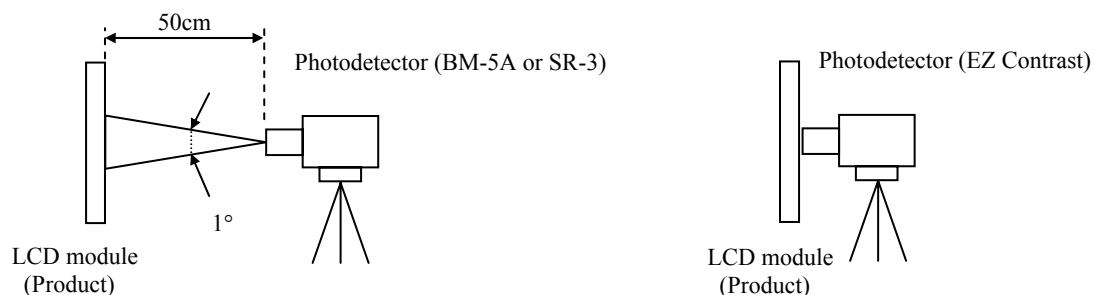 50cm
Photodetector (BM-5A or SR-3)
1°
LCD module
(Product)
Photodetector (EZ Contrast)
LCD module
(Product)